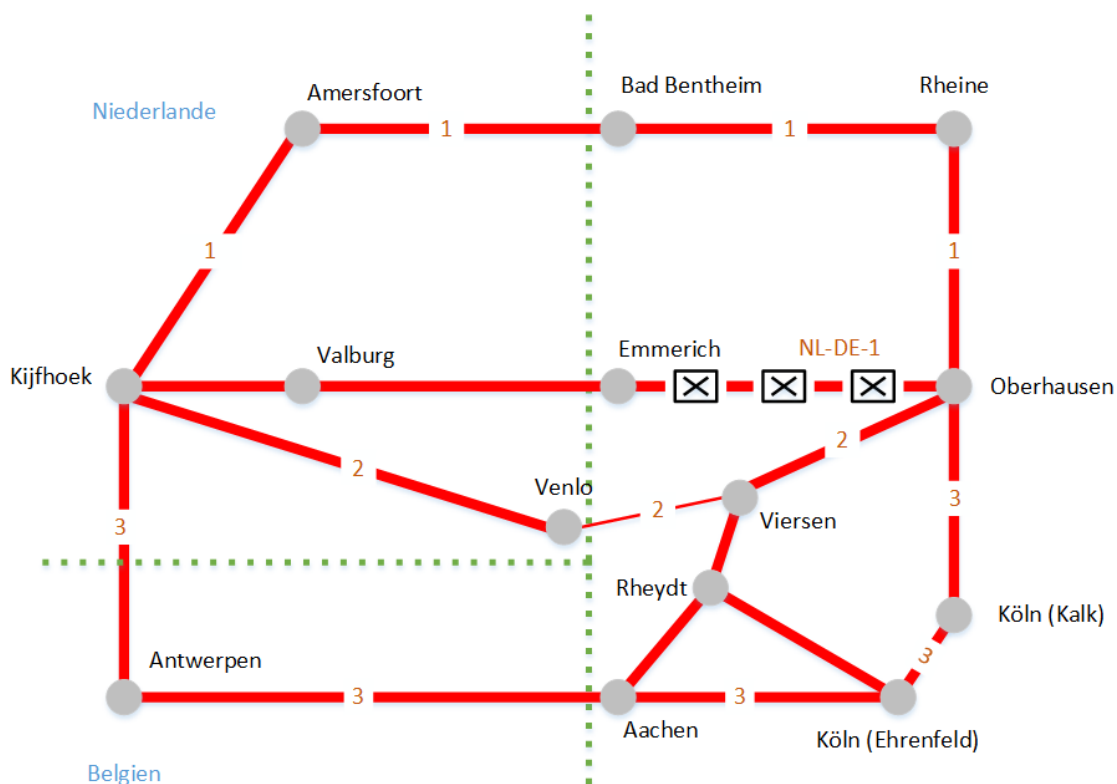 Amersfoort
Bad Bentheim
Rheine
Niederlande
1
1
1
1
Valburg
Emmerich
NL-DE-1
Kijfhoek
Oberhausen
2
2
Venlo
2
3
Viersen
3
Rheydt
Köln (Kalk)
Antwerpen
3
3
3
Aachen
Köln (Ehrenfeld)
Belgien